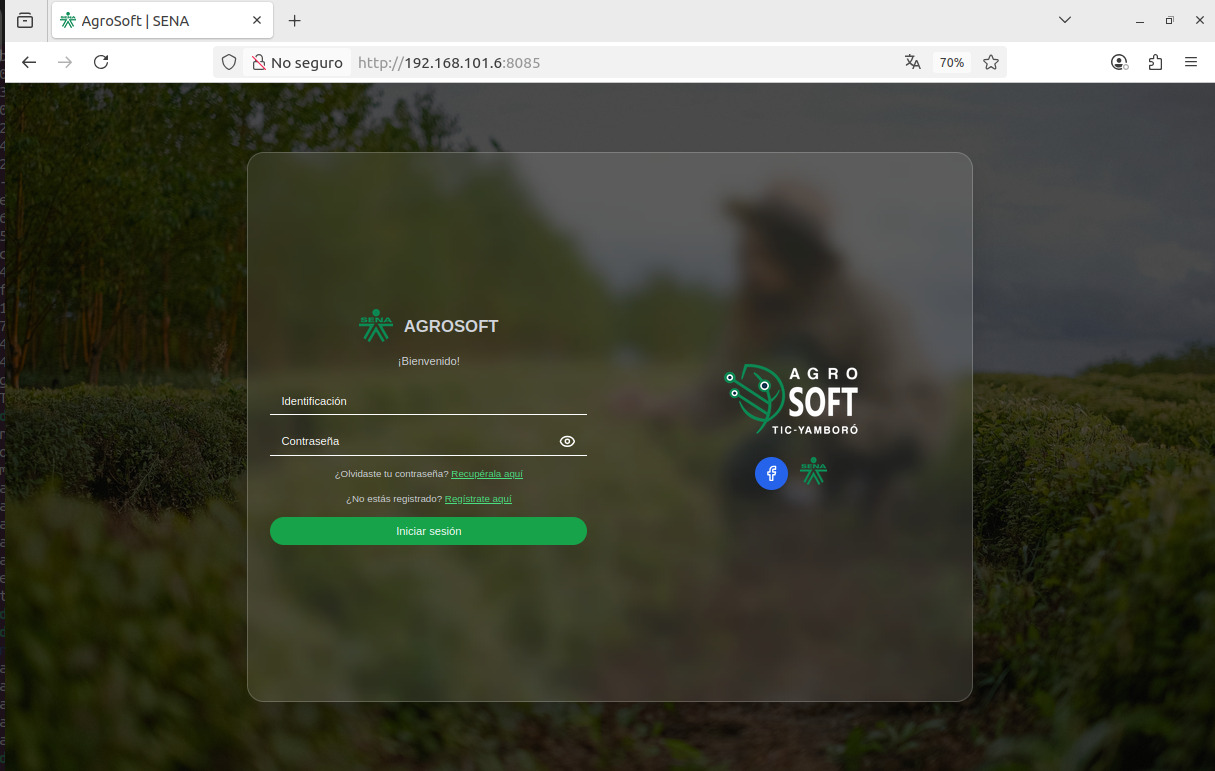 AgroSoft | SENA
No seguro
http://192.168.101.6:8085
70%
SENA
AGROSOFT
¡Bienvenido!
Identificación
Contraseña
¿Olvidaste tu contraseña? Recupérala aquí
¿No estás registrado? Regístrate aquí
Iniciar sesión
AGRO
SOFT
TIC-YAMBORÓ
SENA